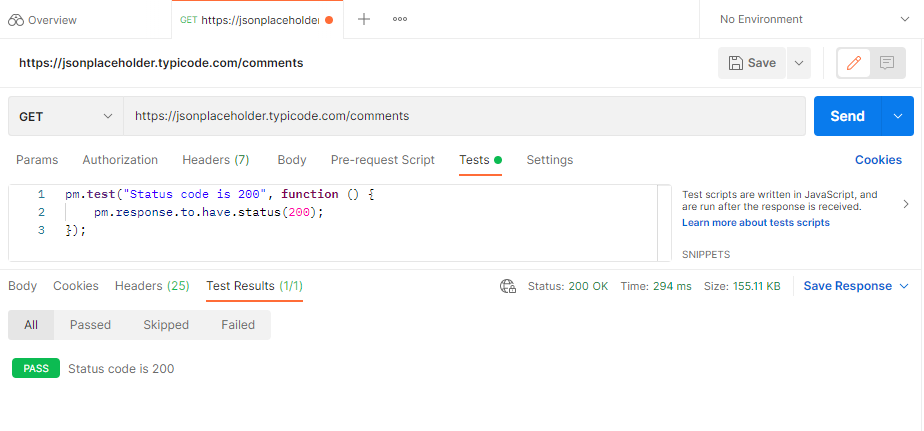 Overview
GET https://jsonplaceholder
No Environment
https://jsonplaceholder.typicode.com/comments
Save
GET
https://jsonplaceholder.typicode.com/comments
Send
Params Authorization Headers (7) Body Pre-request Script Tests Settings Cookies
1 pm.test("Status code is 200", function () {
2 pm.response.to.have.status(200);
3 });
Test scripts are written in JavaScript, and
are run after the response is received.
Learn more about tests scripts
SNIPPETS
Body Cookies Headers (25) Test Results (1/1) Status: 200 OK Time: 294 ms Size: 155.11 KB Save Response
All Passed Skipped Failed
PASS Status code is 200